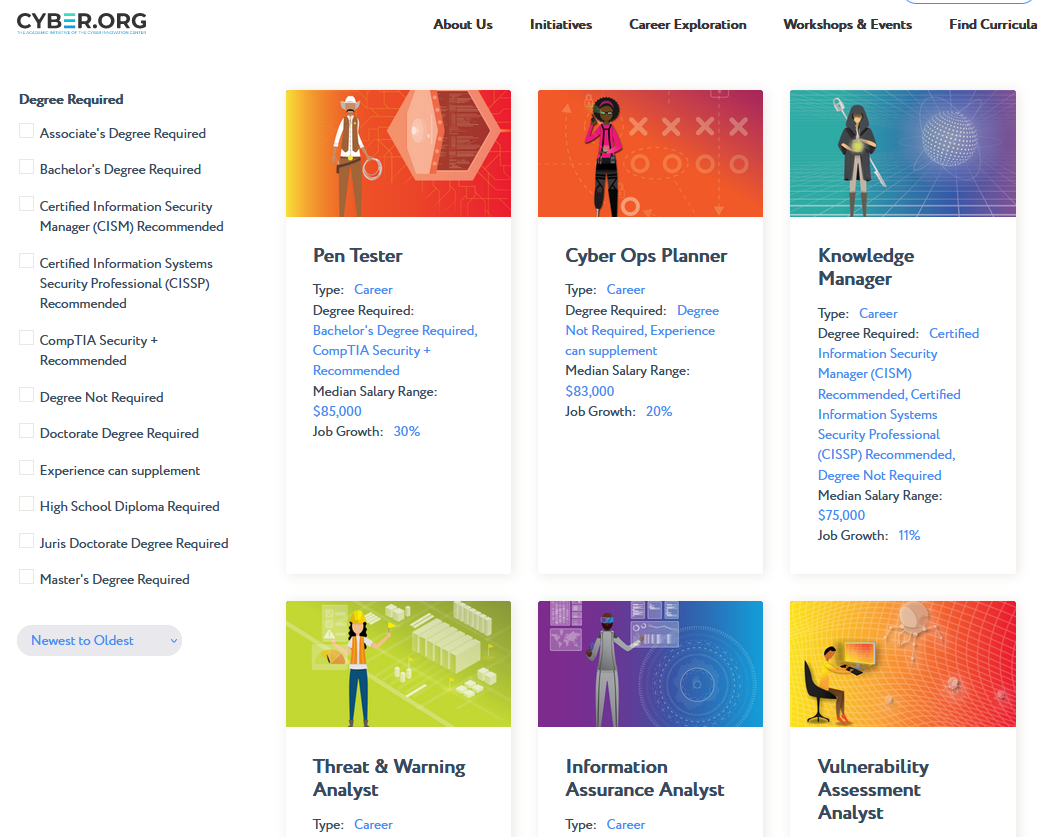 CYBER.ORG
THE ACADEMIC INITIATIVE OF THE CYBER INNOVATION CENTER
About Us
Initiatives
Career Exploration
Workshops & Events
Find Curricula
Degree Required
Associate's Degree Required
Bachelor's Degree Required
Certified Information Security
Manager (CISM) Recommended
Certified Information Systems
Security Professional (CISSP)
Recommended
CompTIA Security +
Recommended
Degree Not Required
Doctorate Degree Required
Experience can supplement
High School Diploma Required
Juris Doctorate Degree Required
Master's Degree Required
Newest to Oldest
Pen Tester
Type: Career
Degree Required:
Bachelor's Degree Required,
CompTIA Security +
Recommended
Median Salary Range:
$85,000
Job Growth: 30%
Cyber Ops Planner
Type: Career
Degree Required: Degree
Not Required, Experience
can supplement
Median Salary Range:
$83,000
Job Growth: 20%
Knowledge
Manager
Type: Career
Degree Required: Certified
Information Security
Manager (CISM)
Recommended, Certified
Information Systems
Security Professional
(CISSP) Recommended,
Degree Not Required
Median Salary Range:
$75,000
Job Growth: 11%
Threat & Warning
Analyst
Type: Career
Information
Assurance Analyst
Type: Career
Vulnerability
Assessment
Analyst